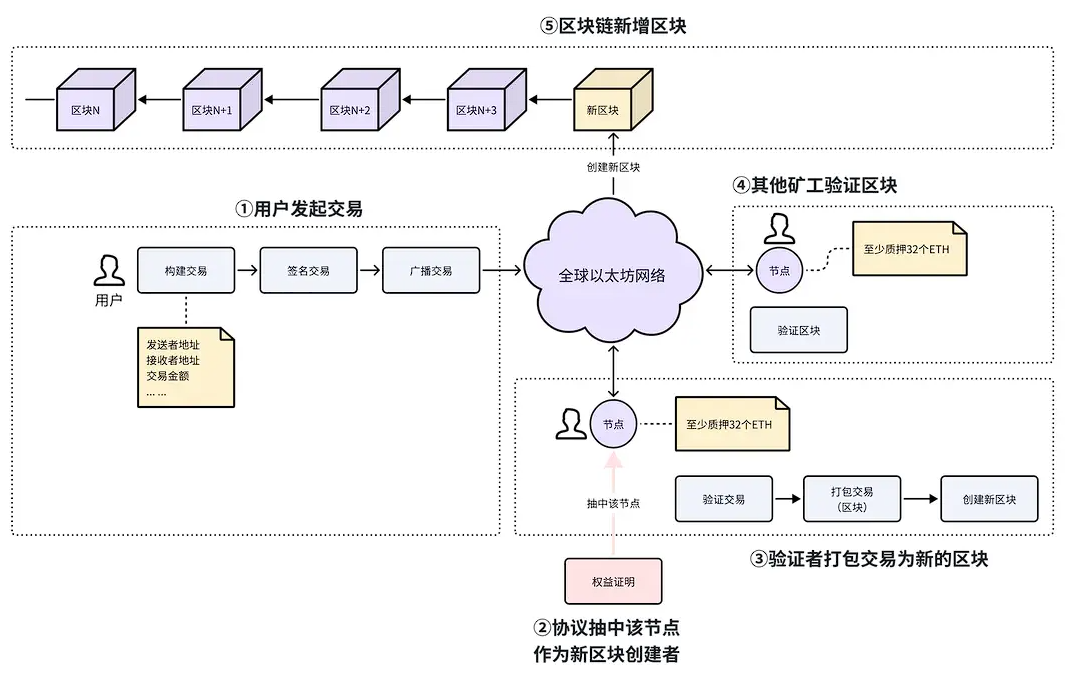 ⑤区块链新增区块
区块N
区块N+1
区块N+2
区块N+3
新区块
创建新区块
①用户发起交易
用户
构建交易
签名交易
广播交易
发送者地址
接收者地址
交易金额
... ...
全球以太坊网络
④其他矿工验证区块
节点
至少质押32个ETH
验证区块
节点
至少质押32个ETH
验证交易
打包交易
（区块）
创建新区块
③验证者打包交易为新的区块
抽中该节点
权益证明
②协议抽中该节点
作为新区块创建者